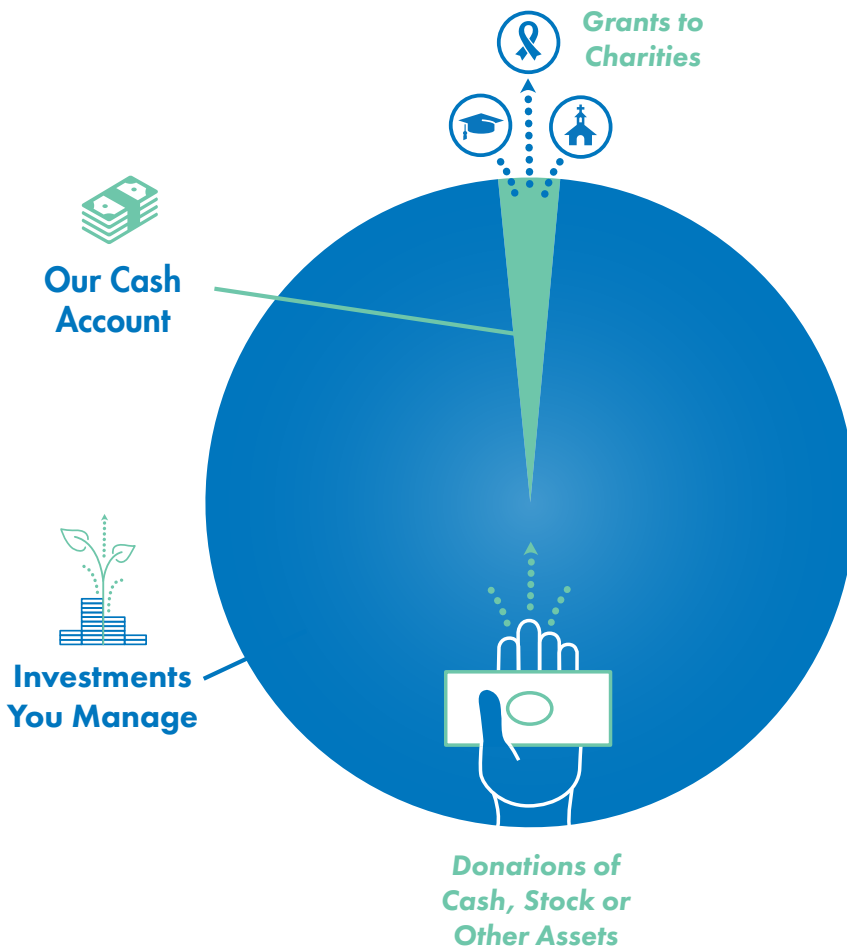 Grants to
Charities
Our Cash
Account
Investments
You Manage
Donations of
Cash, Stock or
Other Assets